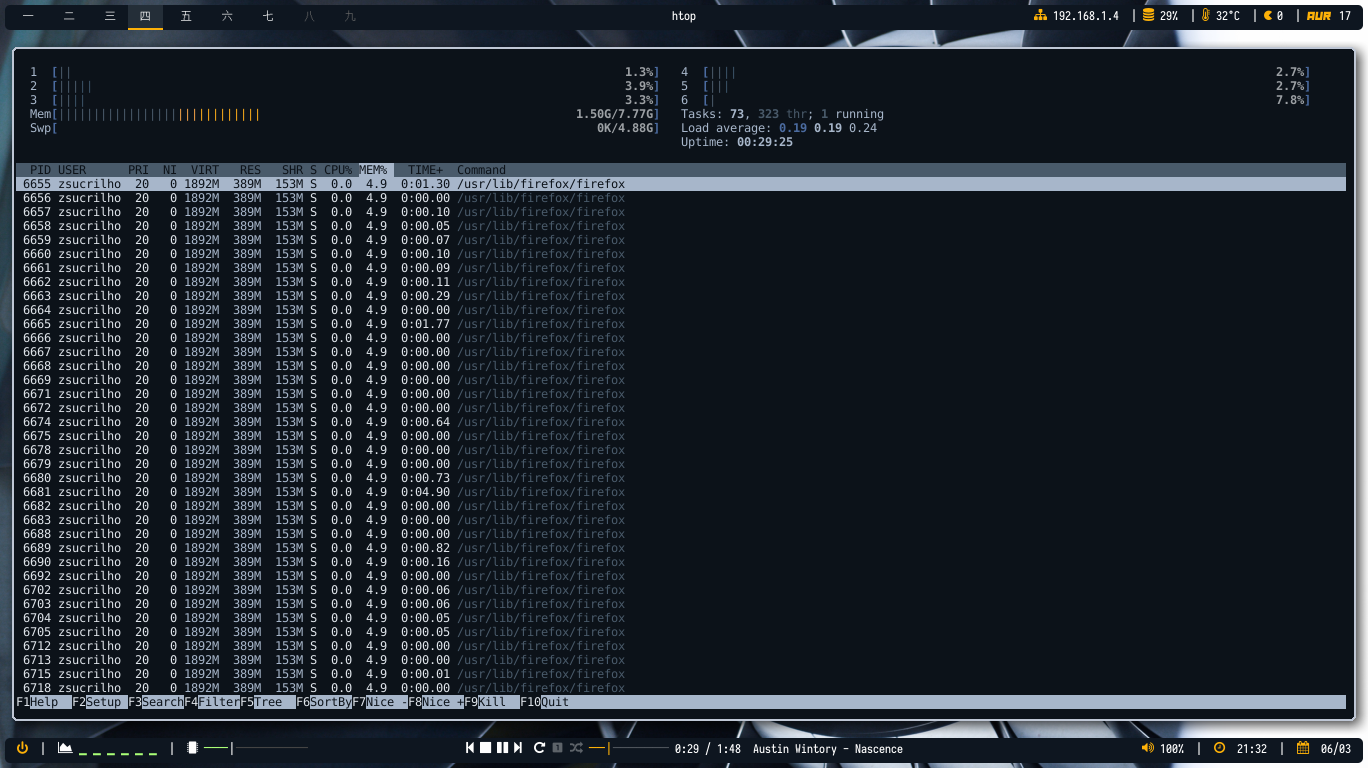 一 二 三 四 五 六 七 八 九 htop 192.168.1.4 | 29% | 32°C | 0 | AUR 17
1 [|| 1.3%] 4 [|||| 2.7%]
2 [||||| 3.9%] 5 [||| 2.7%]
3 [|||| 3.3%] 6 [| 7.8%]
Mem[||||||||||||||||||||||||||||| 1.50G/7.77G] Tasks: 73, 323 thr; 1 running
Swp[ 0K/4.88G] Load average: 0.19 0.19 0.24
Uptime: 00:29:25
PID USER PRI NI VIRT RES SHR S CPU% MEM% TIME+ Command
6655 zsucrilho 20 0 1892M 389M 153M S 0.0 4.9 0:01.30 /usr/lib/firefox/firefox
6656 zsucrilho 20 0 1892M 389M 153M S 0.0 4.9 0:00.00 /usr/lib/firefox/firefox
6657 zsucrilho 20 0 1892M 389M 153M S 0.0 4.9 0:00.10 /usr/lib/firefox/firefox
6658 zsucrilho 20 0 1892M 389M 153M S 0.0 4.9 0:00.05 /usr/lib/firefox/firefox
6659 zsucrilho 20 0 1892M 389M 153M S 0.0 4.9 0:00.07 /usr/lib/firefox/firefox
6660 zsucrilho 20 0 1892M 389M 153M S 0.0 4.9 0:00.10 /usr/lib/firefox/firefox
6661 zsucrilho 20 0 1892M 389M 153M S 0.0 4.9 0:00.09 /usr/lib/firefox/firefox
6662 zsucrilho 20 0 1892M 389M 153M S 0.0 4.9 0:00.11 /usr/lib/firefox/firefox
6663 zsucrilho 20 0 1892M 389M 153M S 0.0 4.9 0:00.29 /usr/lib/firefox/firefox
6664 zsucrilho 20 0 1892M 389M 153M S 0.0 4.9 0:00.00 /usr/lib/firefox/firefox
6665 zsucrilho 20 0 1892M 389M 153M S 0.0 4.9 0:01.77 /usr/lib/firefox/firefox
6666 zsucrilho 20 0 1892M 389M 153M S 0.0 4.9 0:00.00 /usr/lib/firefox/firefox
6667 zsucrilho 20 0 1892M 389M 153M S 0.0 4.9 0:00.00 /usr/lib/firefox/firefox
6668 zsucrilho 20 0 1892M 389M 153M S 0.0 4.9 0:00.00 /usr/lib/firefox/firefox
6669 zsucrilho 20 0 1892M 389M 153M S 0.0 4.9 0:00.00 /usr/lib/firefox/firefox
6671 zsucrilho 20 0 1892M 389M 153M S 0.0 4.9 0:00.00 /usr/lib/firefox/firefox
6672 zsucrilho 20 0 1892M 389M 153M S 0.0 4.9 0:00.00 /usr/lib/firefox/firefox
6674 zsucrilho 20 0 1892M 389M 153M S 0.0 4.9 0:00.64 /usr/lib/firefox/firefox
6675 zsucrilho 20 0 1892M 389M 153M S 0.0 4.9 0:00.00 /usr/lib/firefox/firefox
6678 zsucrilho 20 0 1892M 389M 153M S 0.0 4.9 0:00.00 /usr/lib/firefox/firefox
6679 zsucrilho 20 0 1892M 389M 153M S 0.0 4.9 0:00.00 /usr/lib/firefox/firefox
6680 zsucrilho 20 0 1892M 389M 153M S 0.0 4.9 0:00.73 /usr/lib/firefox/firefox
6681 zsucrilho 20 0 1892M 389M 153M S 0.0 4.9 0:04.90 /usr/lib/firefox/firefox
6682 zsucrilho 20 0 1892M 389M 153M S 0.0 4.9 0:00.00 /usr/lib/firefox/firefox
6683 zsucrilho 20 0 1892M 389M 153M S 0.0 4.9 0:00.00 /usr/lib/firefox/firefox
6688 zsucrilho 20 0 1892M 389M 153M S 0.0 4.9 0:00.00 /usr/lib/firefox/firefox
6689 zsucrilho 20 0 1892M 389M 153M S 0.0 4.9 0:00.82 /usr/lib/firefox/firefox
6690 zsucrilho 20 0 1892M 389M 153M S 0.0 4.9 0:00.16 /usr/lib/firefox/firefox
6692 zsucrilho 20 0 1892M 389M 153M S 0.0 4.9 0:00.00 /usr/lib/firefox/firefox
6702 zsucrilho 20 0 1892M 389M 153M S 0.0 4.9 0:00.06 /usr/lib/firefox/firefox
6703 zsucrilho 20 0 1892M 389M 153M S 0.0 4.9 0:00.06 /usr/lib/firefox/firefox
6704 zsucrilho 20 0 1892M 389M 153M S 0.0 4.9 0:00.05 /usr/lib/firefox/firefox
6705 zsucrilho 20 0 1892M 389M 153M S 0.0 4.9 0:00.05 /usr/lib/firefox/firefox
6712 zsucrilho 20 0 1892M 389M 153M S 0.0 4.9 0:00.00 /usr/lib/firefox/firefox
6713 zsucrilho 20 0 1892M 389M 153M S 0.0 4.9 0:00.00 /usr/lib/firefox/firefox
6715 zsucrilho 20 0 1892M 389M 153M S 0.0 4.9 0:00.01 /usr/lib/firefox/firefox
6718 zsucrilho 20 0 1892M 389M 153M S 0.0 4.9 0:00.00 /usr/lib/firefox/firefox
F1Help F2Setup F3SearchF4FilterF5Tree F6SortByF7Nice -F8Nice +F9Kill F10Quit
| | 1 0:29 / 1:48 Austin Wintory - Nascence 100% | 21:32 | 06/03